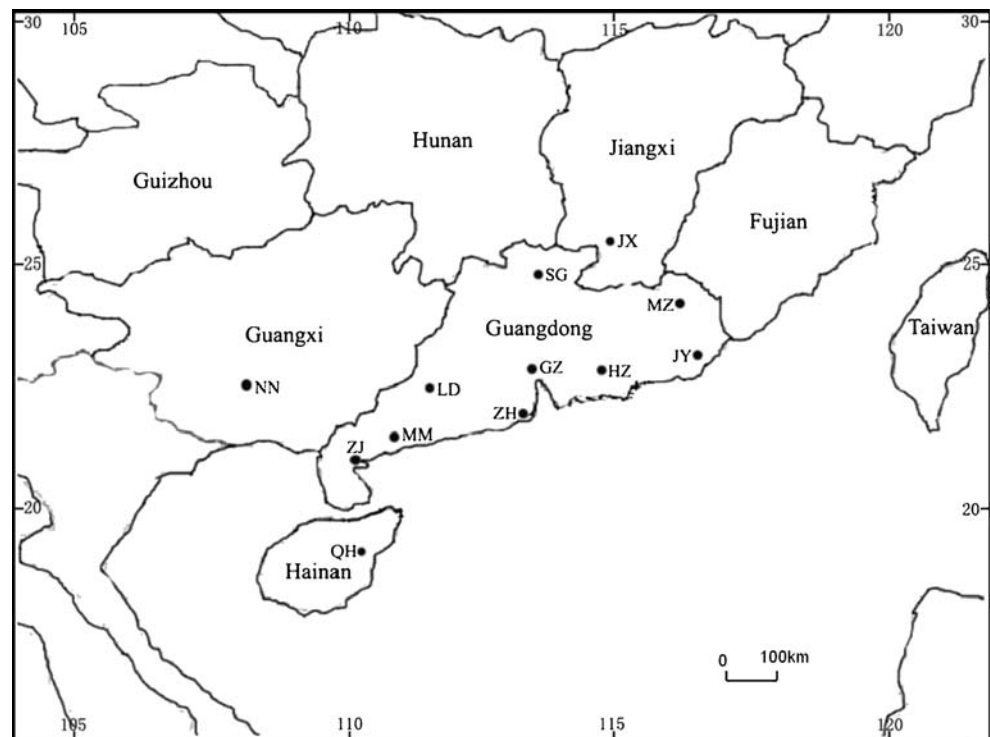 30
105
110
115
120
30
Hunan
Jiangxi
Guizhou
Fujian
JX
25
SG
25
MZ
Guangxi
Guangdong
Taiwan
JY
GZ
HZ
NN
LD
ZH
MM
ZJ
20
20
QH
Hainan
0 100km
105
110
115
120